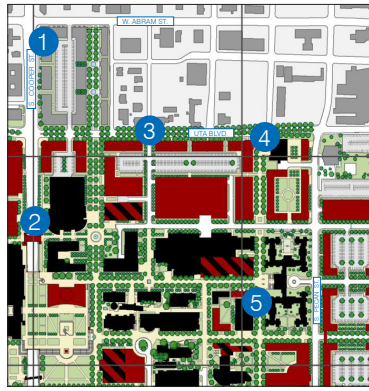 W. ABRAM ST.
1
S. COOPER ST.
3
UTA BLVD.
4
2
S. PECAN ST.
5